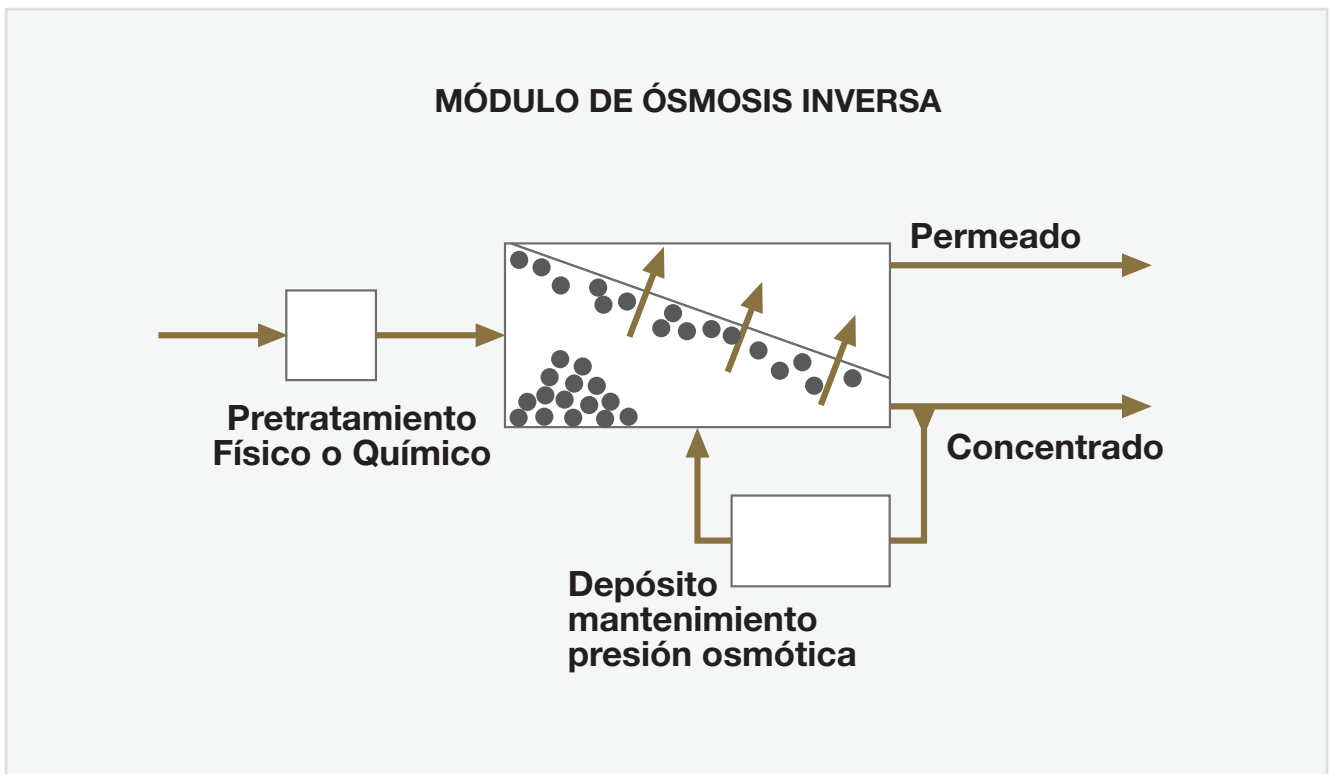 MÓDULO DE ÓSMOSIS INVERSA
Permeado
Pretratamiento
Físico o Químico
Concentrado
Depósito
mantenimiento
presión osmótica